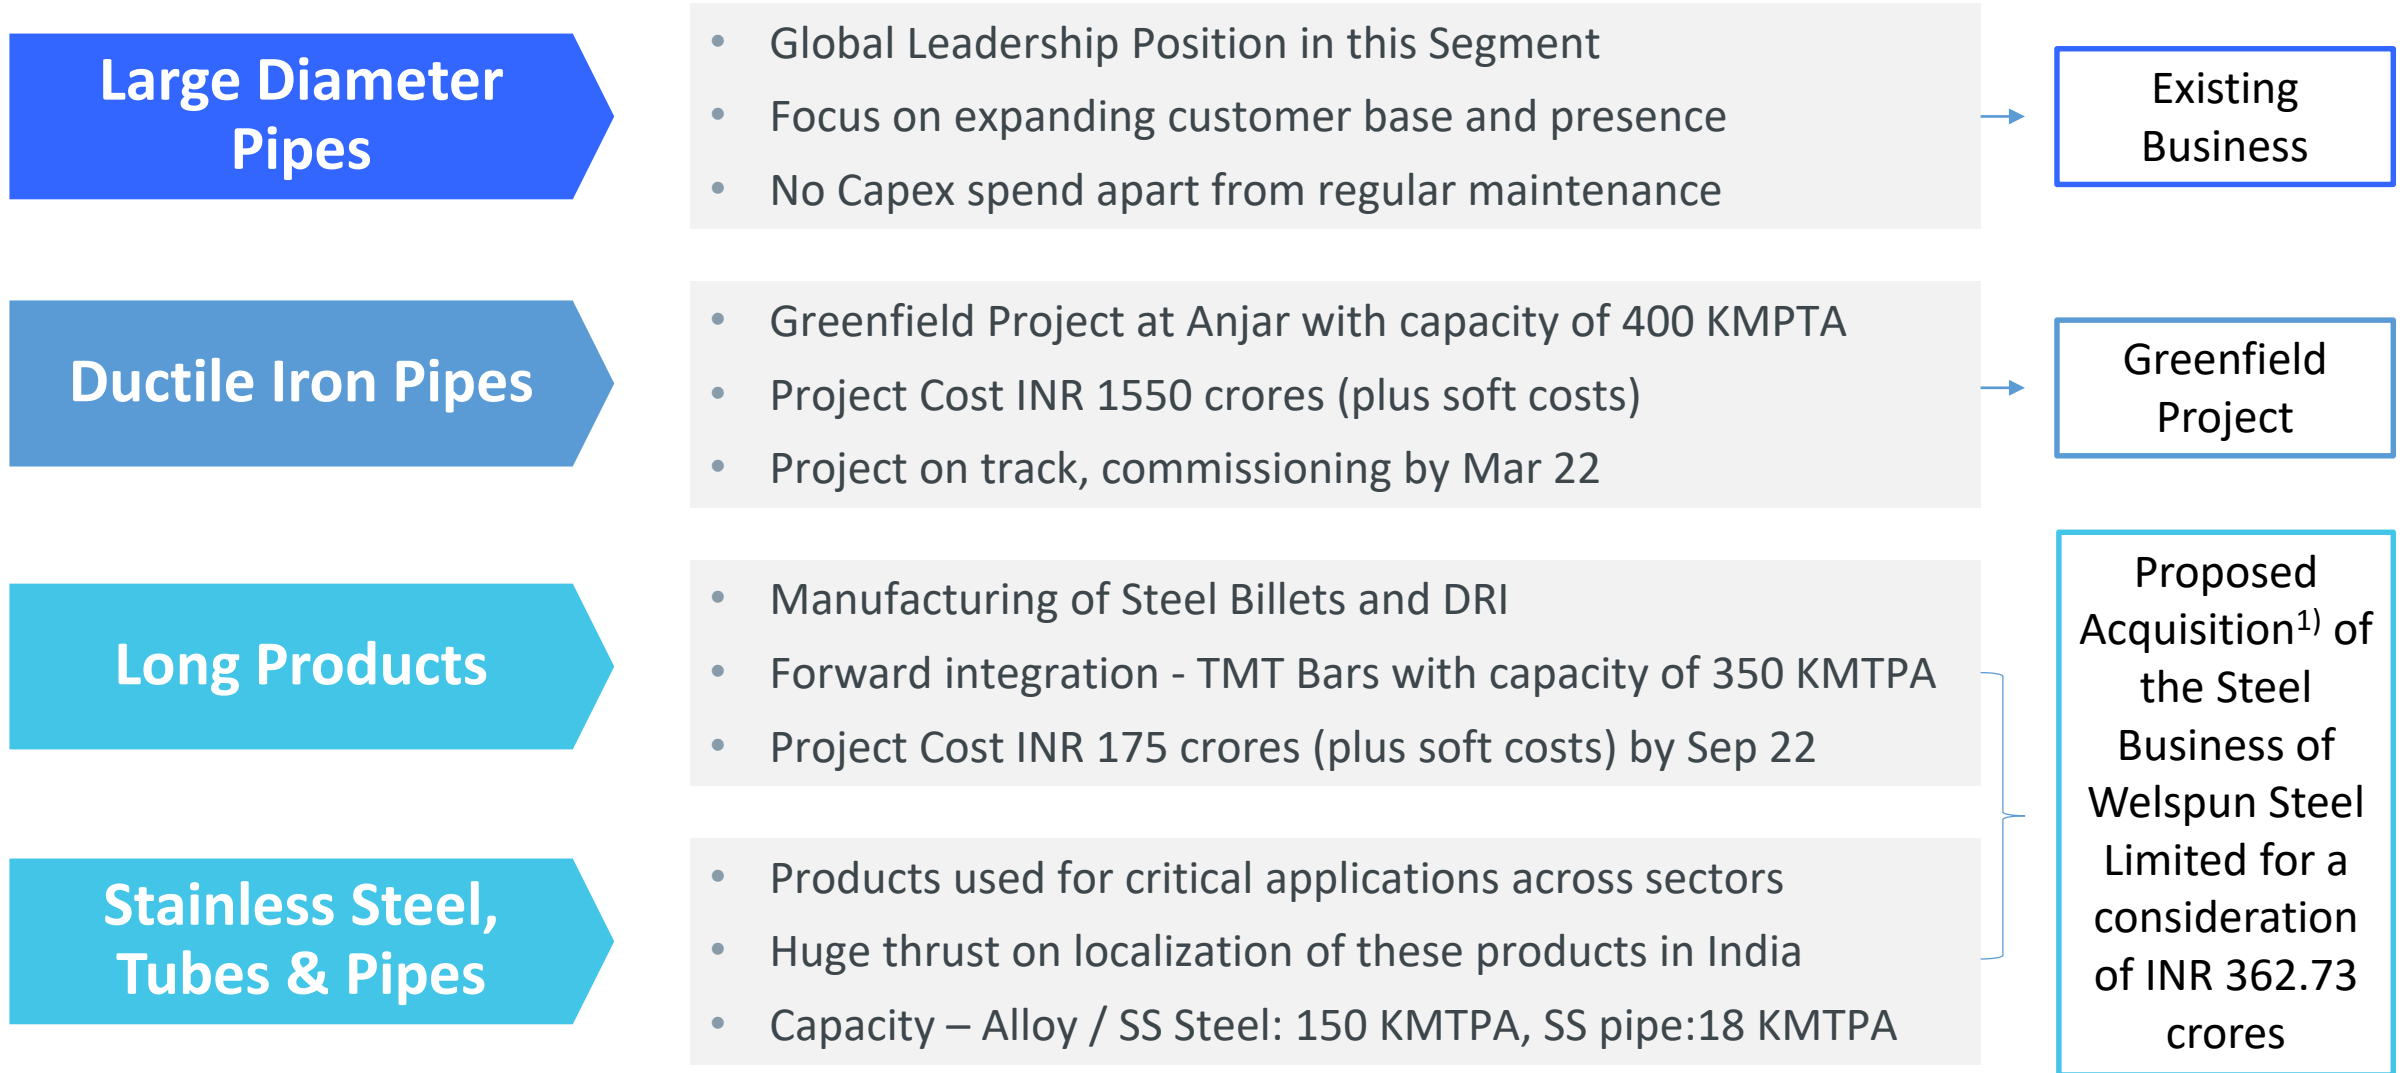 Large Diameter
Pipes
• Global Leadership Position in this Segment
• Focus on expanding customer base and presence
• No Capex spend apart from regular maintenance
Existing
Business
Ductile Iron Pipes
• Greenfield Project at Anjar with capacity of 400 KMPTA
• Project Cost INR 1550 crores (plus soft costs)
• Project on track, commissioning by Mar 22
Greenfield
Project
Long Products
• Manufacturing of Steel Billets and DRI
• Forward integration - TMT Bars with capacity of 350 KMTPA
• Project Cost INR 175 crores (plus soft costs) by Sep 22
Stainless Steel,
Tubes & Pipes
• Products used for critical applications across sectors
• Huge thrust on localization of these products in India
• Capacity – Alloy / SS Steel: 150 KMTPA, SS pipe:18 KMTPA
Proposed
Acquisition¹⁾ of
the Steel
Business of
Welspun Steel
Limited for a
consideration
of INR 362.73
crores